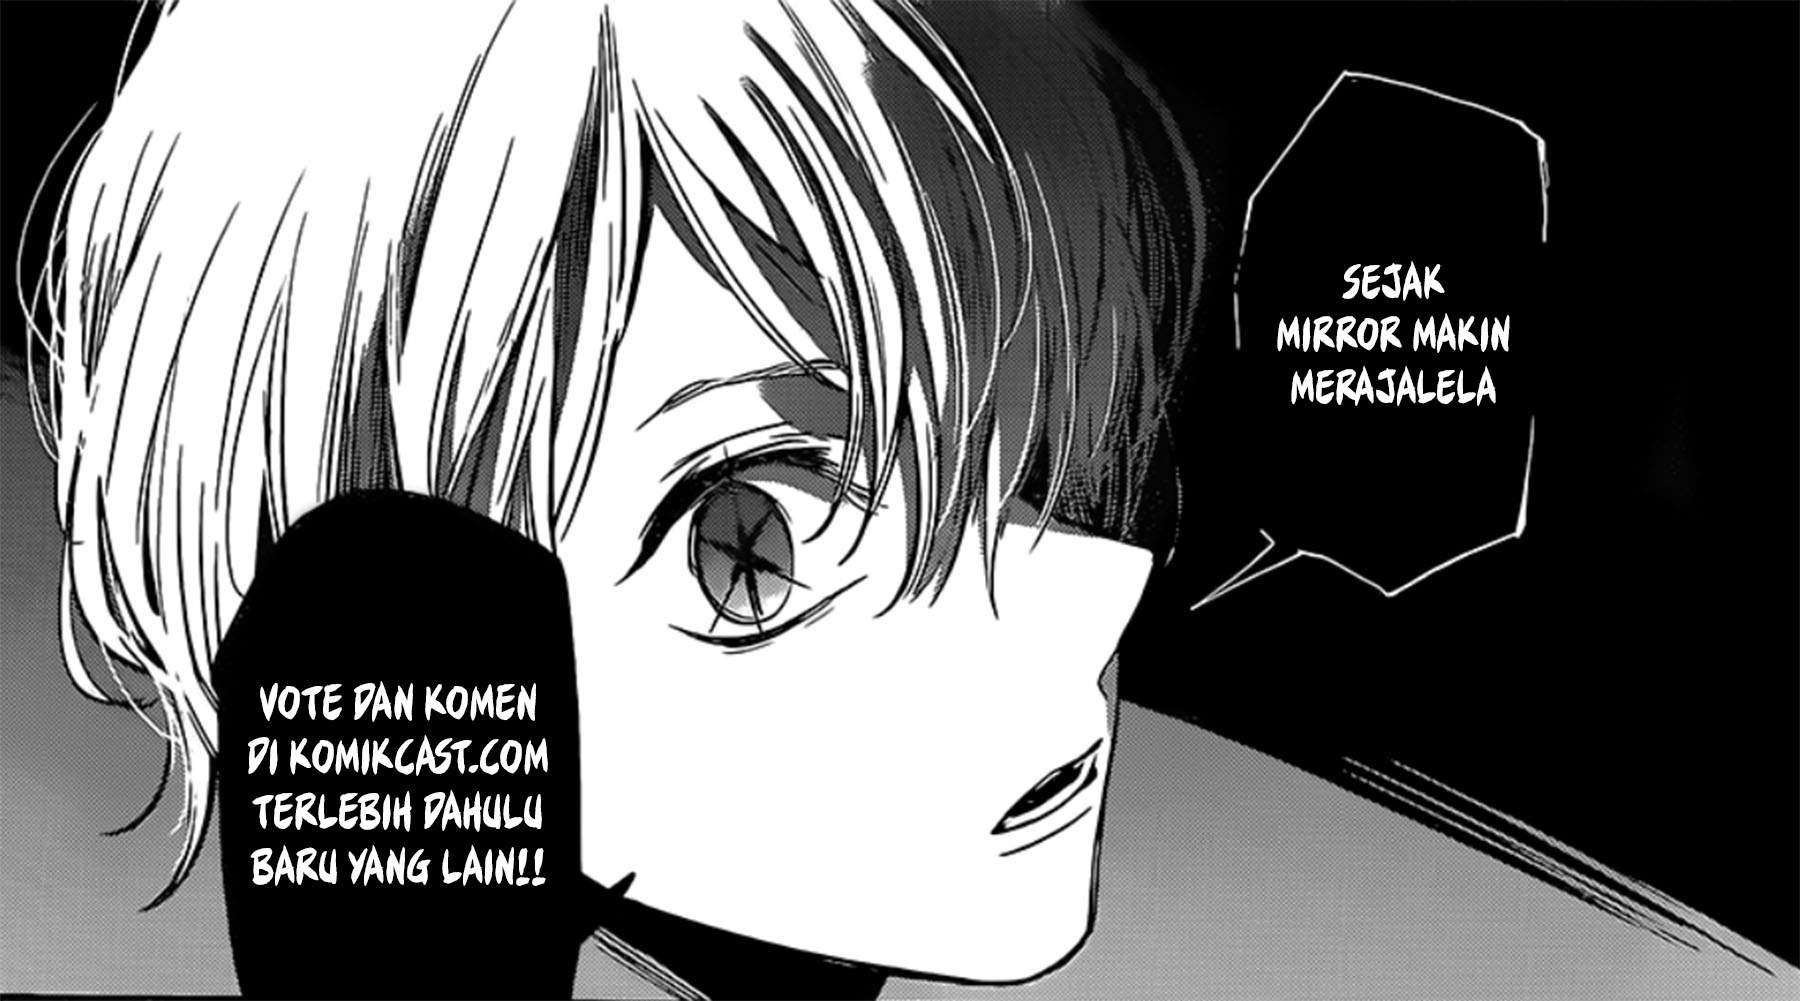 SEJAK
MIRROR MAKIN
MERAJALELA
VOTE DAN KOMEN
DI KOMIKCAST.COM
TERLEBIH DAHULU
BARU YANG LAIN!!